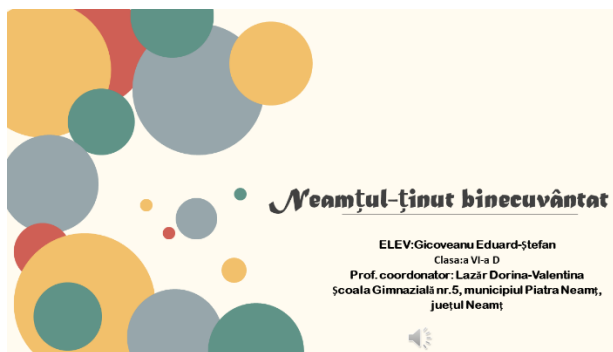 Neamțul-ținut binecuvântat
ELEV:Gicoveanu Eduard-Ștefan
Clasa:a VI-a D
Prof. coordonator: Lazăr Dorina-Valentina
Școala Gimnazială nr.5, municipiul Piatra Neamț,
juețul Neamț